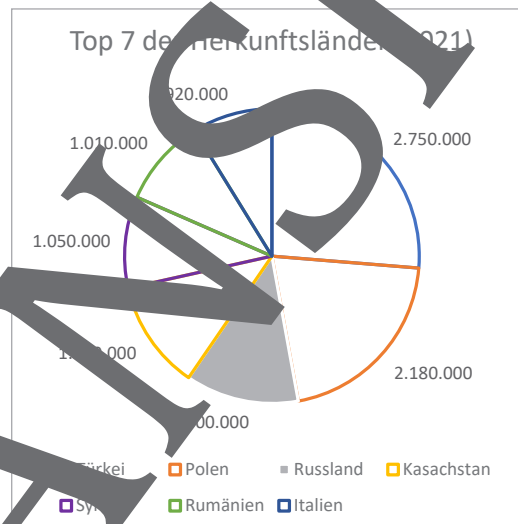 Top 7 der Herkunftsländer 2021)
920.000
2.750.000
1.010.000
1.050.000
2.180.000
Türkei Polen Russland Kasachstan
Rumänien Italien